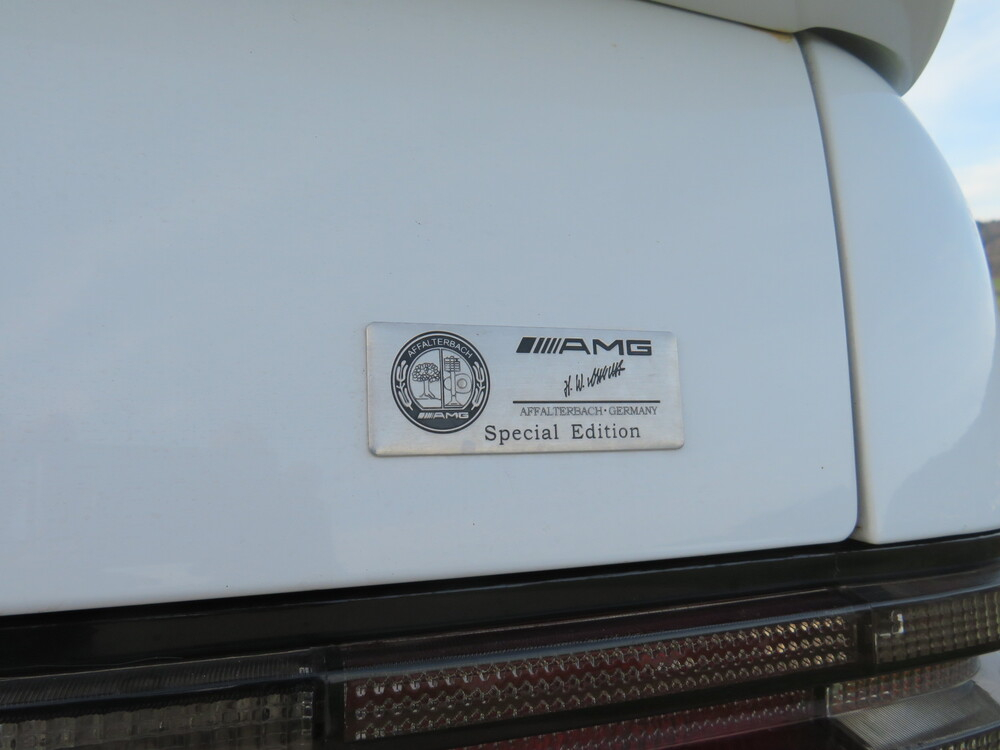 AFFALTERBACH
AMG
AMG
H. W.
AFFALTERBACH • GERMANY
Special Edition